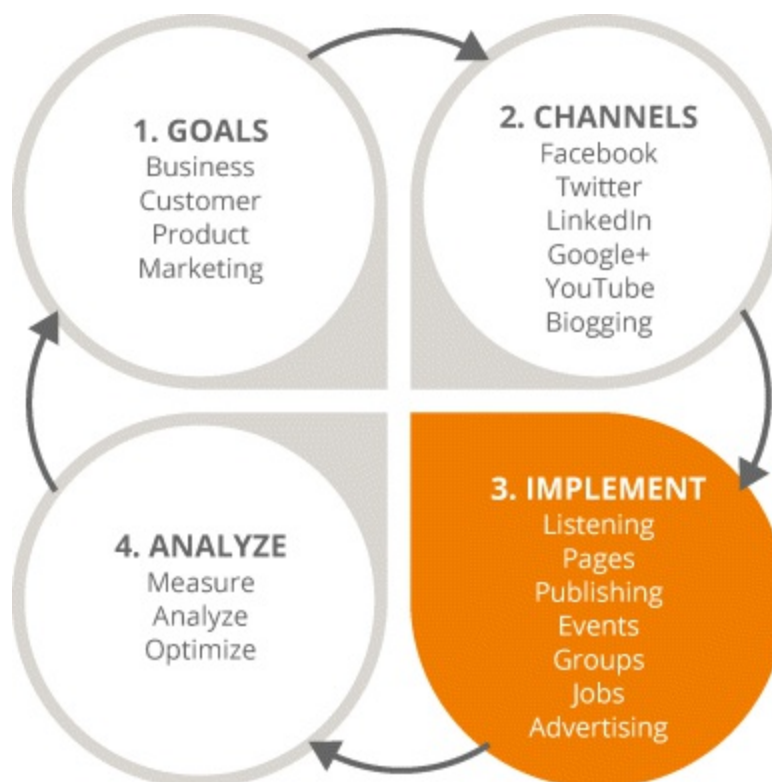 1. GOALS
Business
Customer
Product
Marketing
2. CHANNELS
Facebook
Twitter
LinkedIn
Google+
YouTube
Biogging
3. IMPLEMENT
Listening
Pages
Publishing
Events
Groups
Jobs
Advertising
4. ANALYZE
Measure
Analyze
Optimize